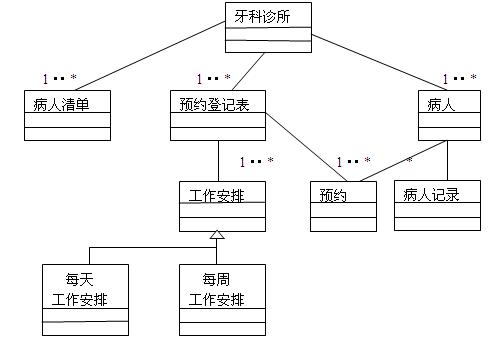 牙科诊所
1‥*
1‥*
1‥*
病人清单
预约登记表
病人
1‥*
1‥*
*
工作安排
预约
病人记录
每天
工作安排
每周
工作安排